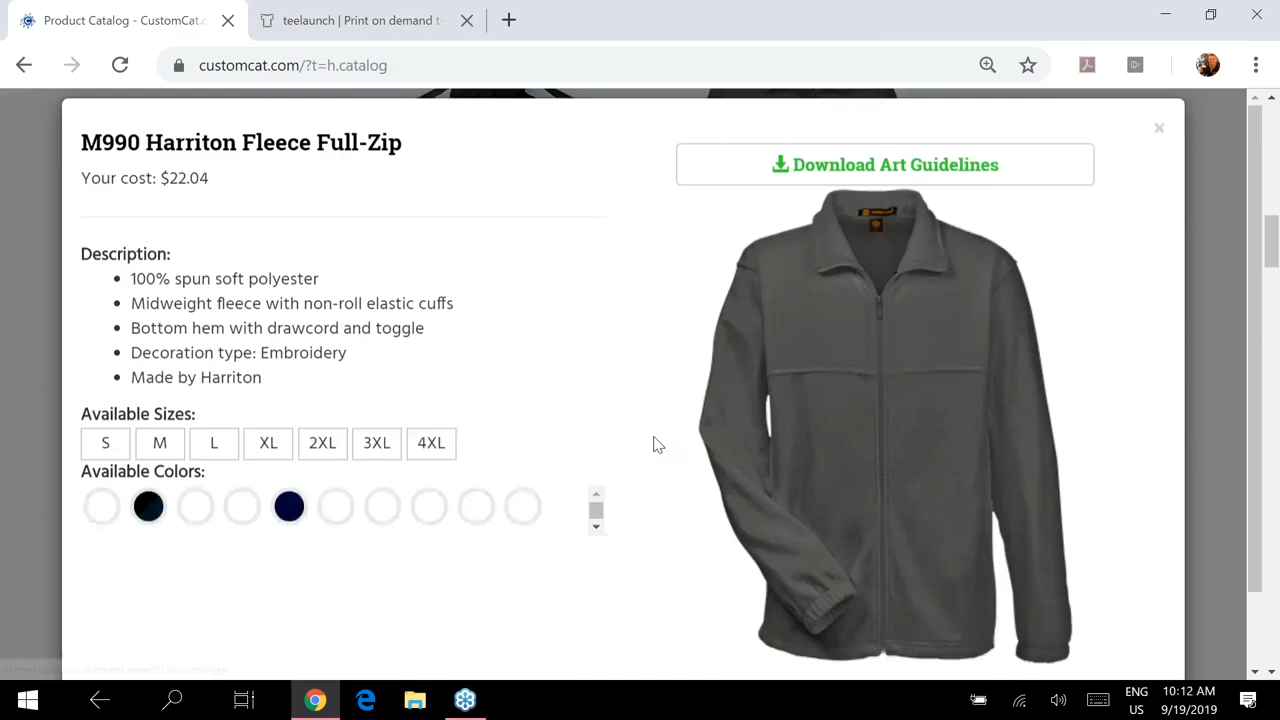 Product Catalog - CustomCat.c
teelaunch | Print on demand t-
customcat.com/?t=h.catalog
M990 Harriton Fleece Full-Zip
Your cost: $22.04
Download Art Guidelines
Description:
100% spun soft polyester
Midweight fleece with non-roll elastic cuffs
Bottom hem with drawcord and toggle
Decoration type: Embroidery
Made by Harriton
Available Sizes:
S M L XL 2XL 3XL 4XL
Available Colors:
ENG 10:12 AM
US 9/19/2019